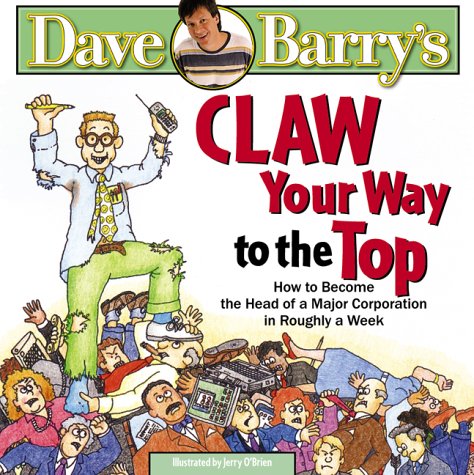 Dave Barry's
CLAW
Your Way
to the Top
How to Become
the Head of a Major Corporation
in Roughly a Week
Illustrated by Jerry O'Brien